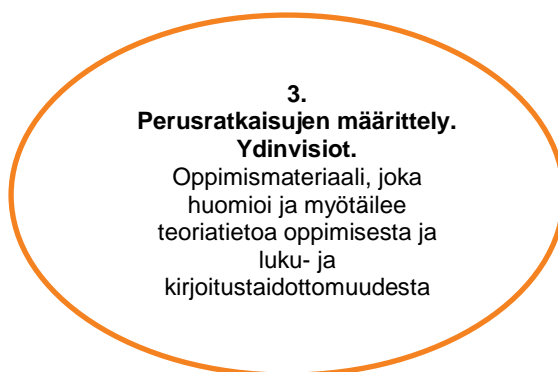 3.
Perusratkaisujen määrittely.
Ydinvisiot.
Oppimismateriaali, joka
huomioi ja myötäilee
teoriatietoa oppimisesta ja
luku- ja
kirjoitustaidottomuudesta